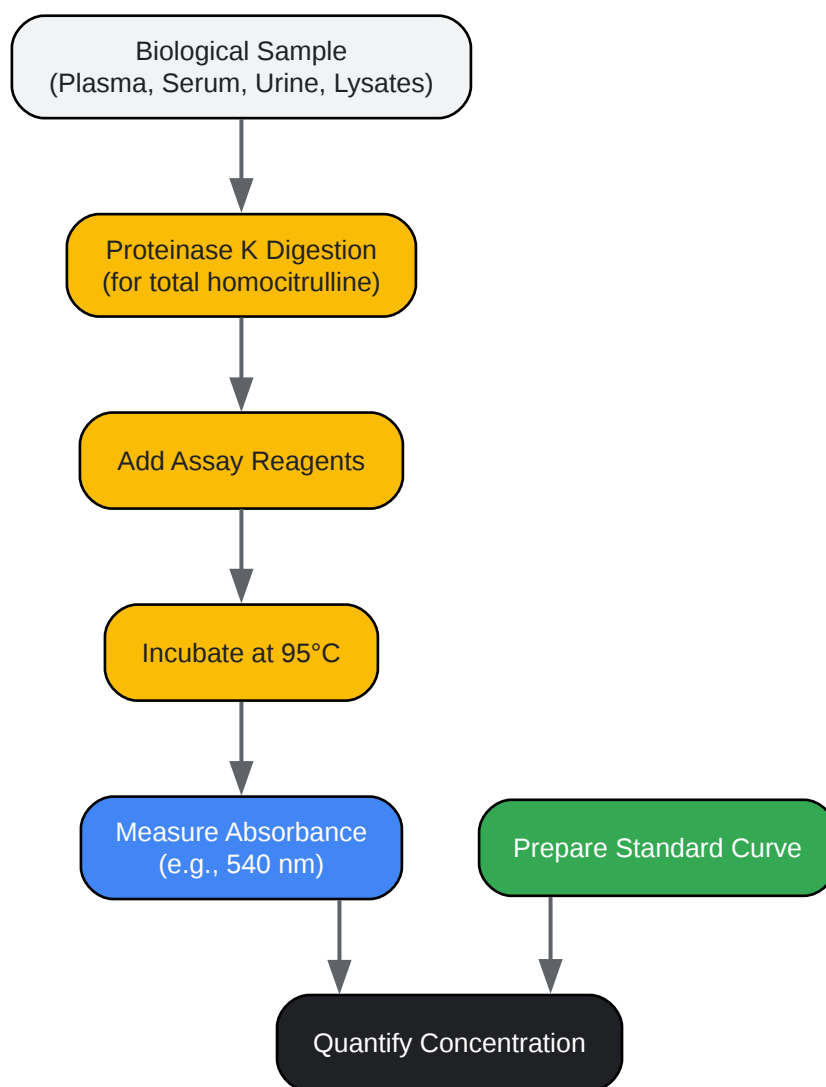 Biological Sample
(Plasma, Serum, Urine, Lysates)
Proteinase K Digestion
(for total homocitrulline)
Add Assay Reagents
Incubate at 95°C
Measure Absorbance
(e.g., 540 nm)
Prepare Standard Curve
Quantify Concentration